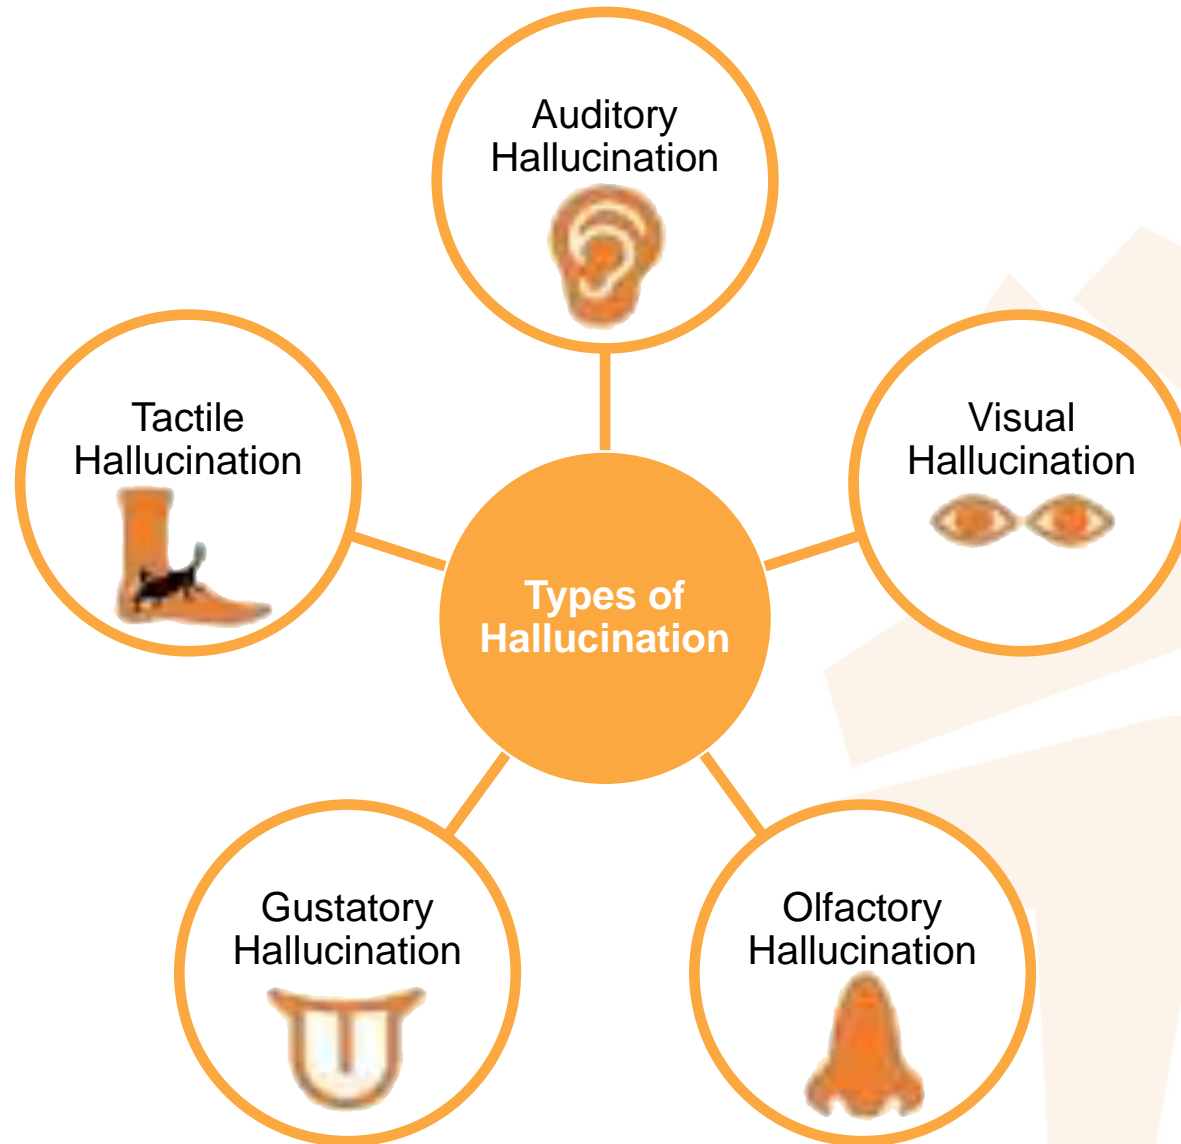 Auditory
Hallucination
Visual
Hallucination
Olfactory
Hallucination
Gustatory
Hallucination
Tactile
Hallucination
Types of
Hallucination